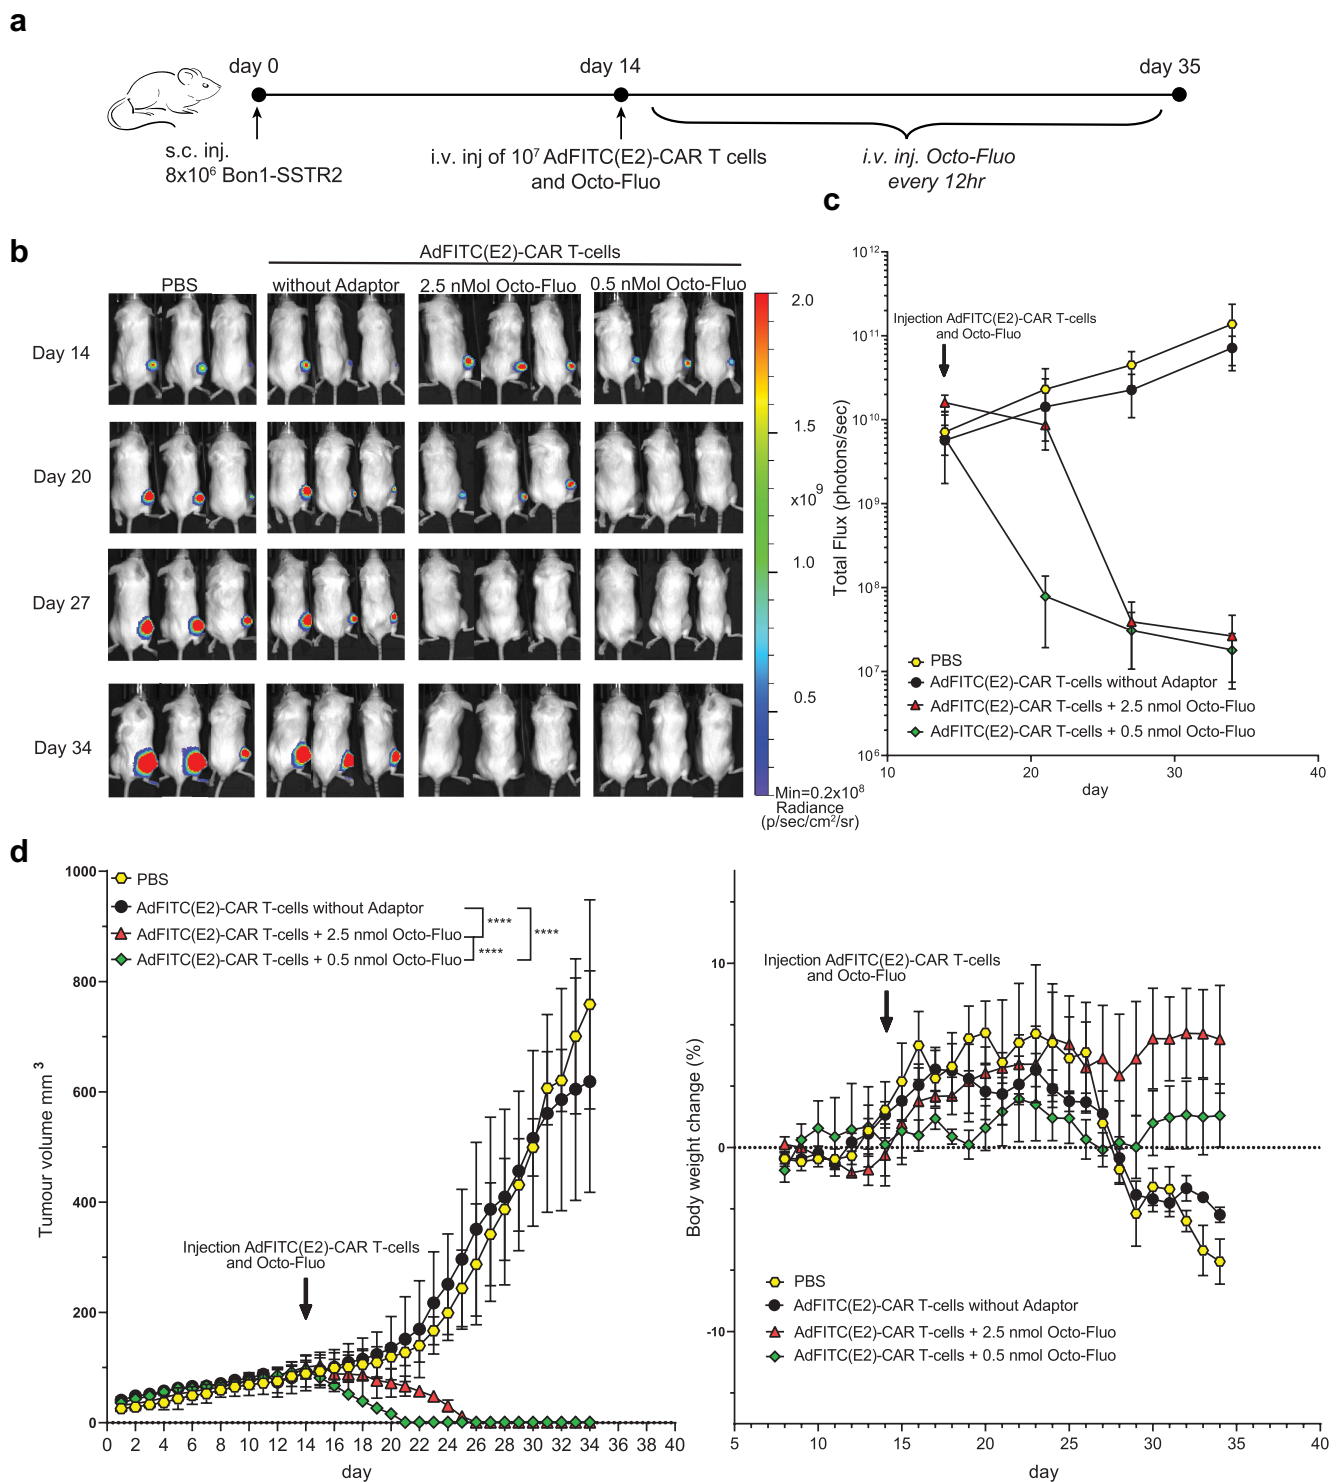 a
day 0
day 14
day 35
s.c. inj.
8x10⁶ Bon1-SSTR2
i.v. inj of 10⁷ AdFITC(E2)-CAR T cells
and Octo-Fluo
i.v. inj. Octo-Fluo
every 12hr
b
AdFITC(E2)-CAR T-cells
PBS
without Adaptor
2.5 nMol Octo-Fluo
0.5 nMol Octo-Fluo
Day 14
Day 20
Day 27
Day 34
2.0
1.5
x10⁹
1.0
0.5
Min=0.2x10⁸
Radiance
(p/sec/cm²/sr)
c
Total Flux (photons/sec)
10¹²
10¹¹
10¹⁰
10⁹
10⁸
10⁷
10⁶
Injection AdFITC(E2)-CAR T-cells
and Octo-Fluo
PBS
AdFITC(E2)-CAR T-cells without Adaptor
AdFITC(E2)-CAR T-cells + 2.5 nmol Octo-Fluo
AdFITC(E2)-CAR T-cells + 0.5 nmol Octo-Fluo
10 20 30 40
day
d
Tumour volume mm ³
1000
800
600
400
200
0
PBS
AdFITC(E2)-CAR T-cells without Adaptor
AdFITC(E2)-CAR T-cells + 2.5 nmol Octo-Fluo
AdFITC(E2)-CAR T-cells + 0.5 nmol Octo-Fluo
****
****
****
Injection AdFITC(E2)-CAR T-cells
and Octo-Fluo
0 2 4 6 8 10 12 14 16 18 20 22 24 26 28 30 32 34 36 38 40
day
Body weight change (%)
10
0
-10
Injection AdFITC(E2)-CAR T-cells
and Octo-Fluo
PBS
AdFITC(E2)-CAR T-cells without Adaptor
AdFITC(E2)-CAR T-cells + 2.5 nmol Octo-Fluo
AdFITC(E2)-CAR T-cells + 0.5 nmol Octo-Fluo
5 10 15 20 25 30 35 40
day